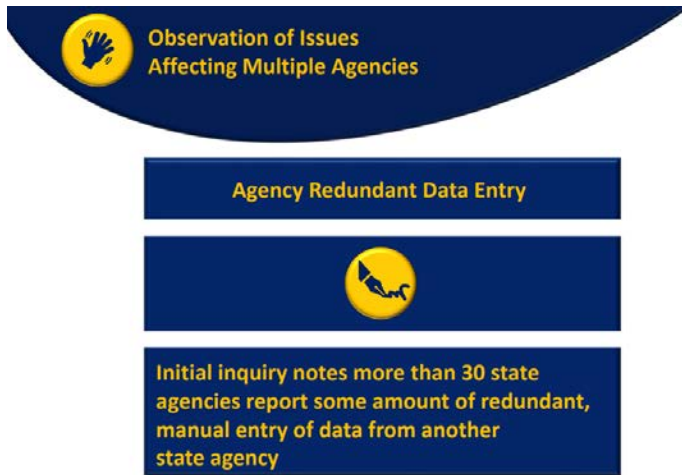 Observation of Issues
Affecting Multiple Agencies
Agency Redundant Data Entry
Initial inquiry notes more than 30 state
agencies report some amount of redundant,
manual entry of data from another
state agency